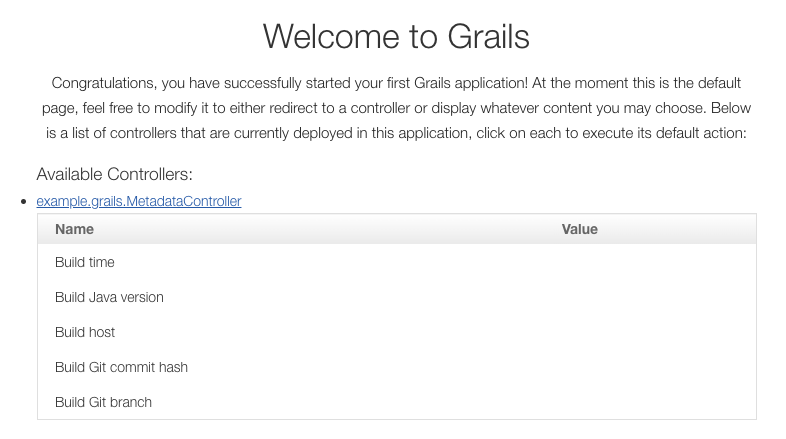 Welcome to Grails
Congratulations, you have successfully started your first Grails application! At the moment this is the default
page, feel free to modify it to either redirect to a controller or display whatever content you may choose. Below
is a list of controllers that are currently deployed in this application, click on each to execute its default action:
Available Controllers:
example.grails.MetadataController
Name Value
Build time
Build Java version
Build host
Build Git commit hash
Build Git branch